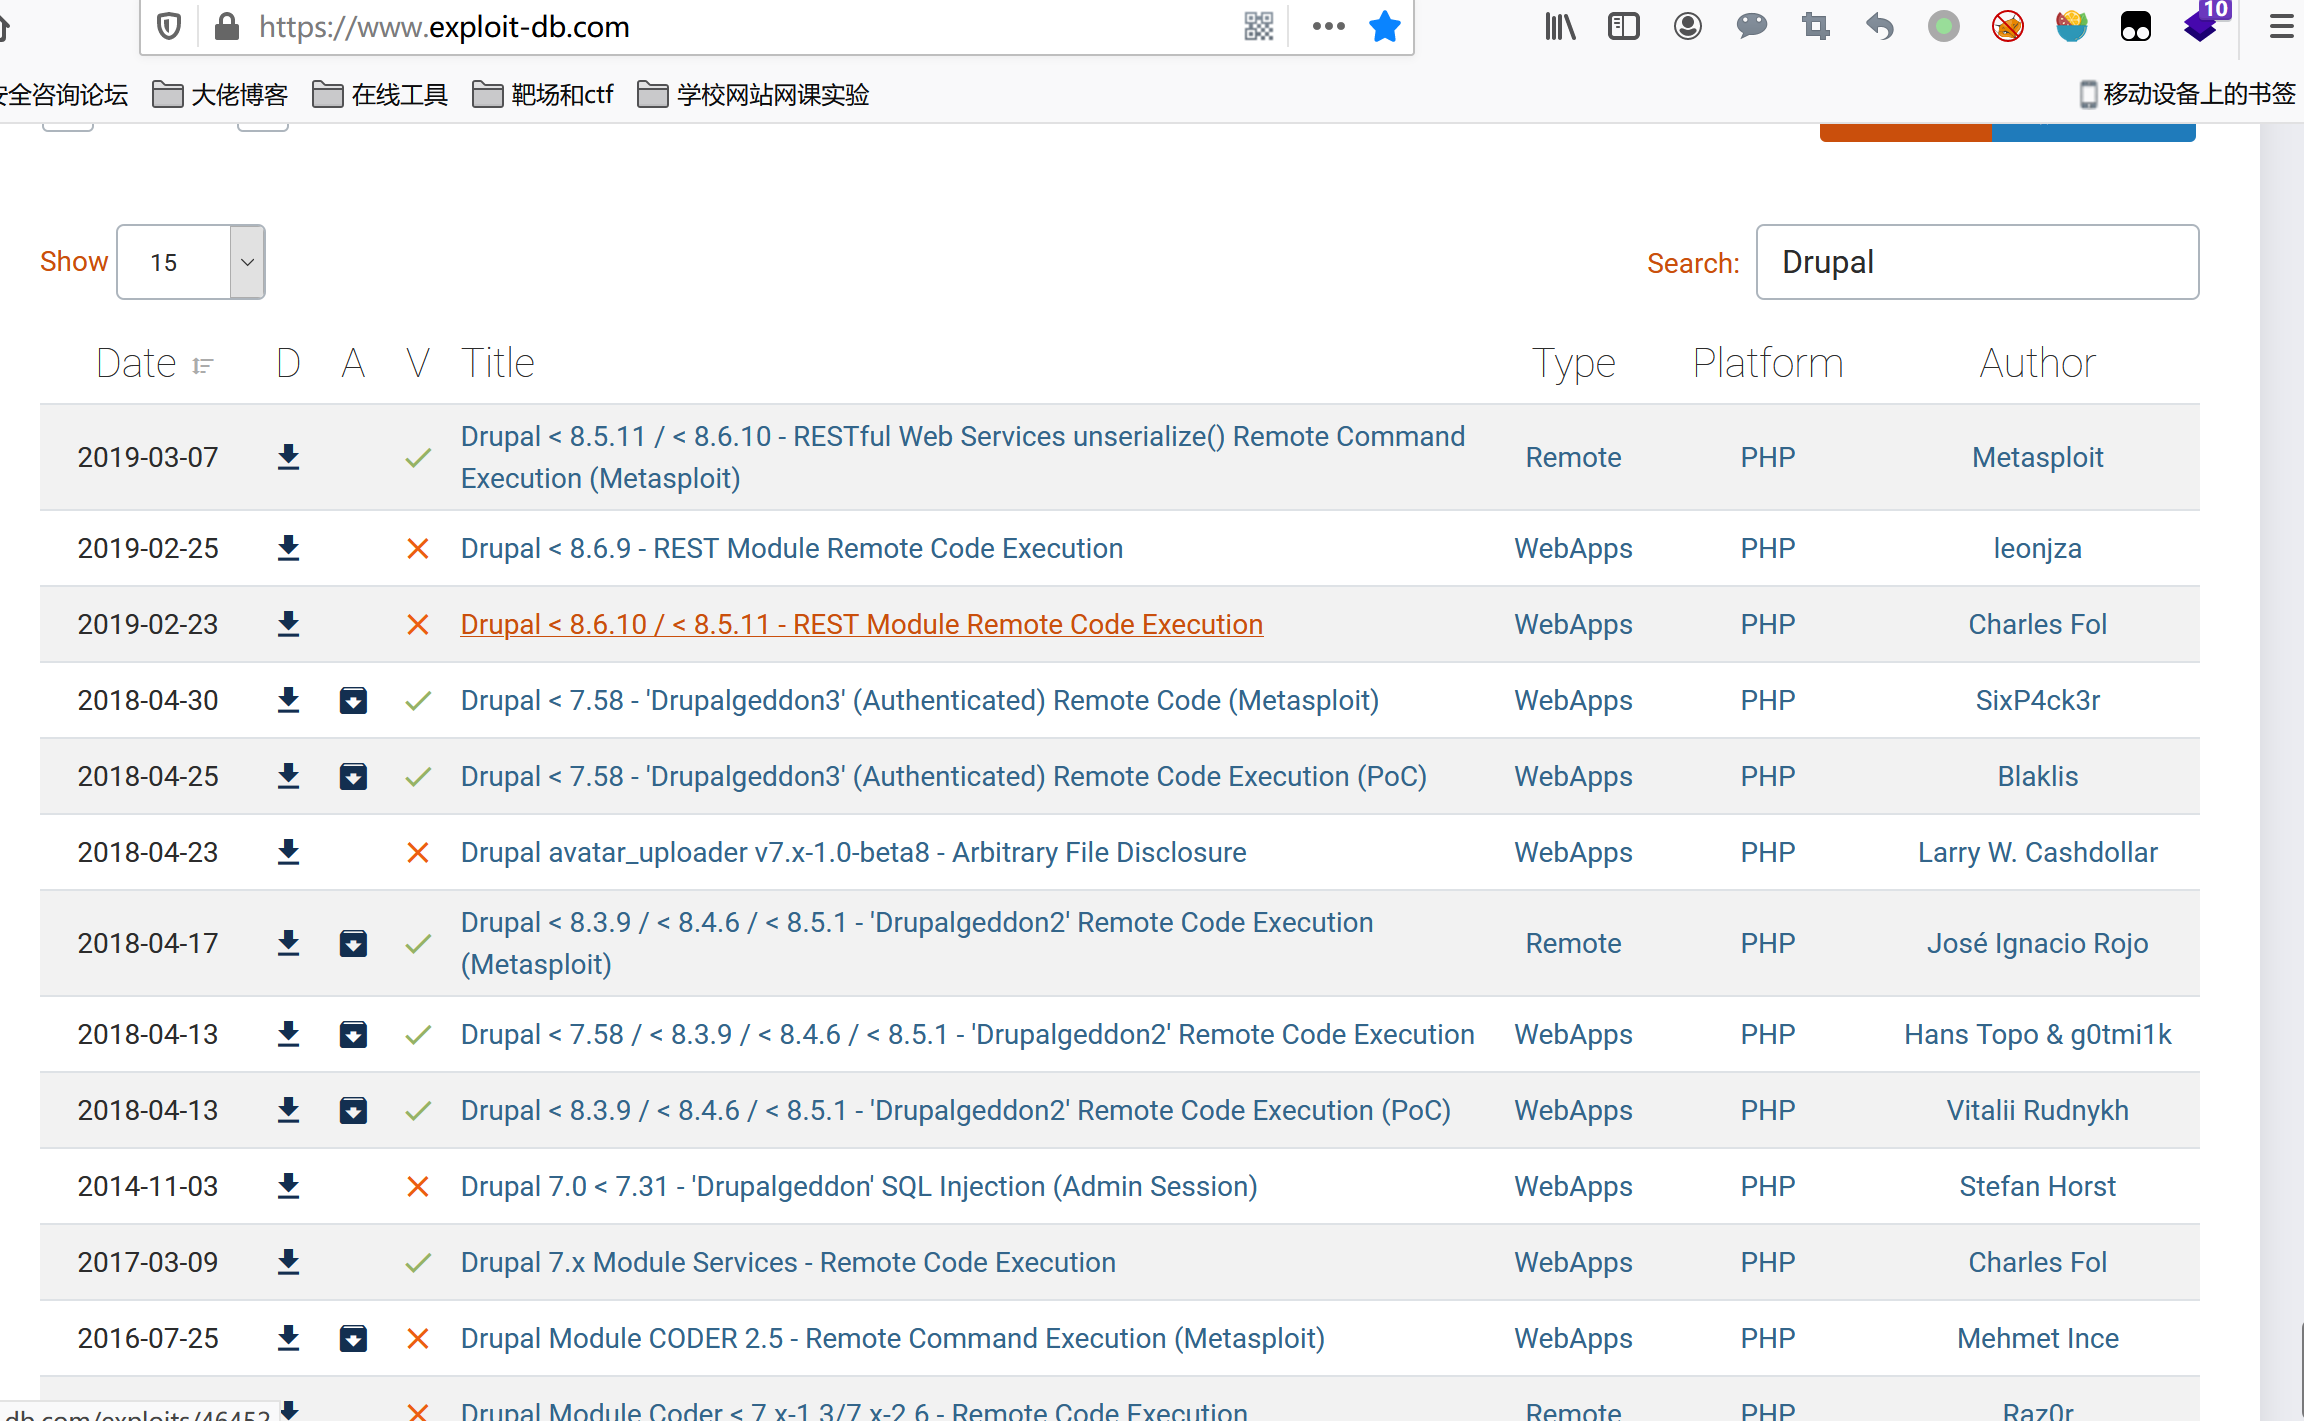 https://www.exploit-db.com
10
安全咨询论坛 大佬博客 在线工具 靶场和ctf 学校网站网课实验 移动设备上的书签
Show 15 Search: Drupal
Date D A V Title Type Platform Author
2019-03-07 Drupal < 8.5.11 / < 8.6.10 - RESTful Web Services unserialize() Remote Command Remote PHP Metasploit
Execution (Metasploit)
2019-02-25 Drupal < 8.6.9 - REST Module Remote Code Execution WebApps PHP leonjza
2019-02-23 Drupal < 8.6.10 / < 8.5.11 - REST Module Remote Code Execution WebApps PHP Charles Fol
2018-04-30 Drupal < 7.58 - 'Drupalgeddon3' (Authenticated) Remote Code (Metasploit) WebApps PHP SixP4ck3r
2018-04-25 Drupal < 7.58 - 'Drupalgeddon3' (Authenticated) Remote Code Execution (PoC) WebApps PHP Blaklis
2018-04-23 Drupal avatar_uploader v7.x-1.0-beta8 - Arbitrary File Disclosure WebApps PHP Larry W. Cashdollar
2018-04-17 Drupal < 8.3.9 / < 8.4.6 / < 8.5.1 - 'Drupalgeddon2' Remote Code Execution Remote PHP José Ignacio Rojo
(Metasploit)
2018-04-13 Drupal < 7.58 / < 8.3.9 / < 8.4.6 / < 8.5.1 - 'Drupalgeddon2' Remote Code Execution WebApps PHP Hans Topo & g0tmi1k
2018-04-13 Drupal < 8.3.9 / < 8.4.6 / < 8.5.1 - 'Drupalgeddon2' Remote Code Execution (PoC) WebApps PHP Vitalii Rudnykh
2014-11-03 Drupal 7.0 < 7.31 - 'Drupalgeddon' SQL Injection (Admin Session) WebApps PHP Stefan Horst
2017-03-09 Drupal 7.x Module Services - Remote Code Execution WebApps PHP Charles Fol
2016-07-25 Drupal Module CODER 2.5 - Remote Command Execution (Metasploit) WebApps PHP Mehmet Ince
db.com/exploits/46452 Drupal Module Coder < 7.x-1.3/7.x-2.6 - Remote Code Execution Remote PHP Raz0r